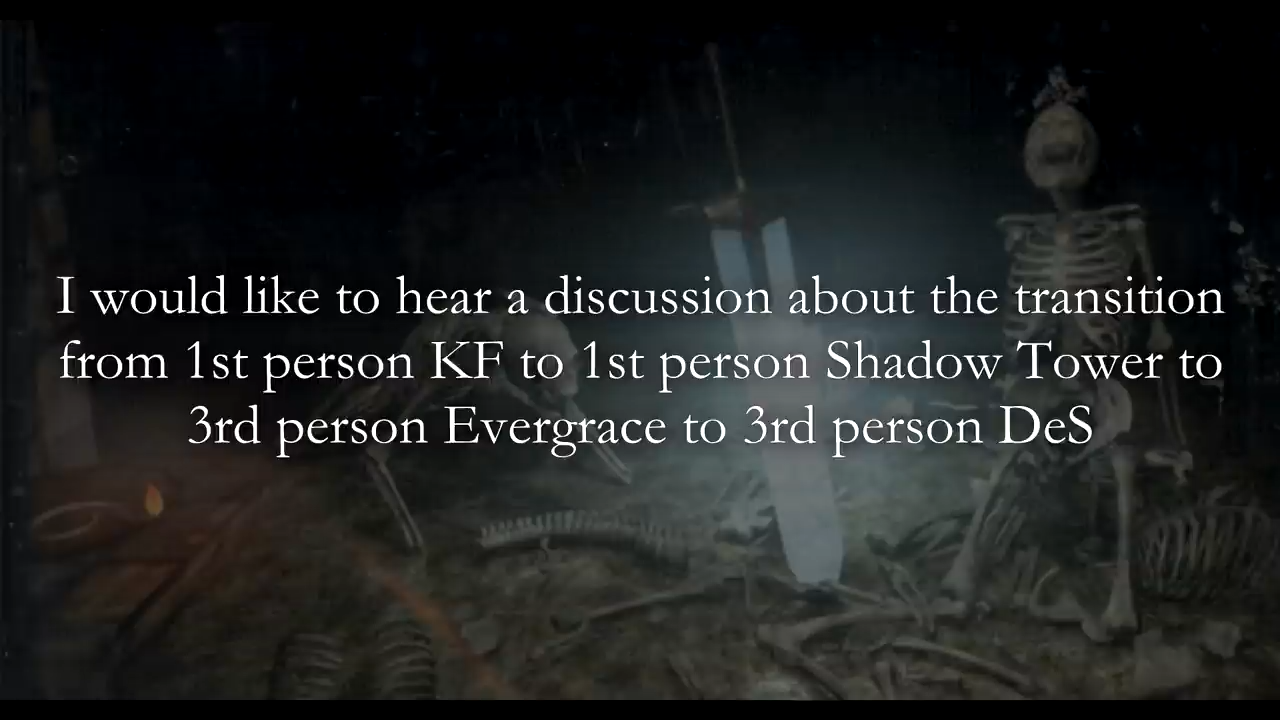 I would like to hear a discussion about the transition
from 1st person KF to 1st person Shadow Tower to
3rd person Evergrace to 3rd person DeS